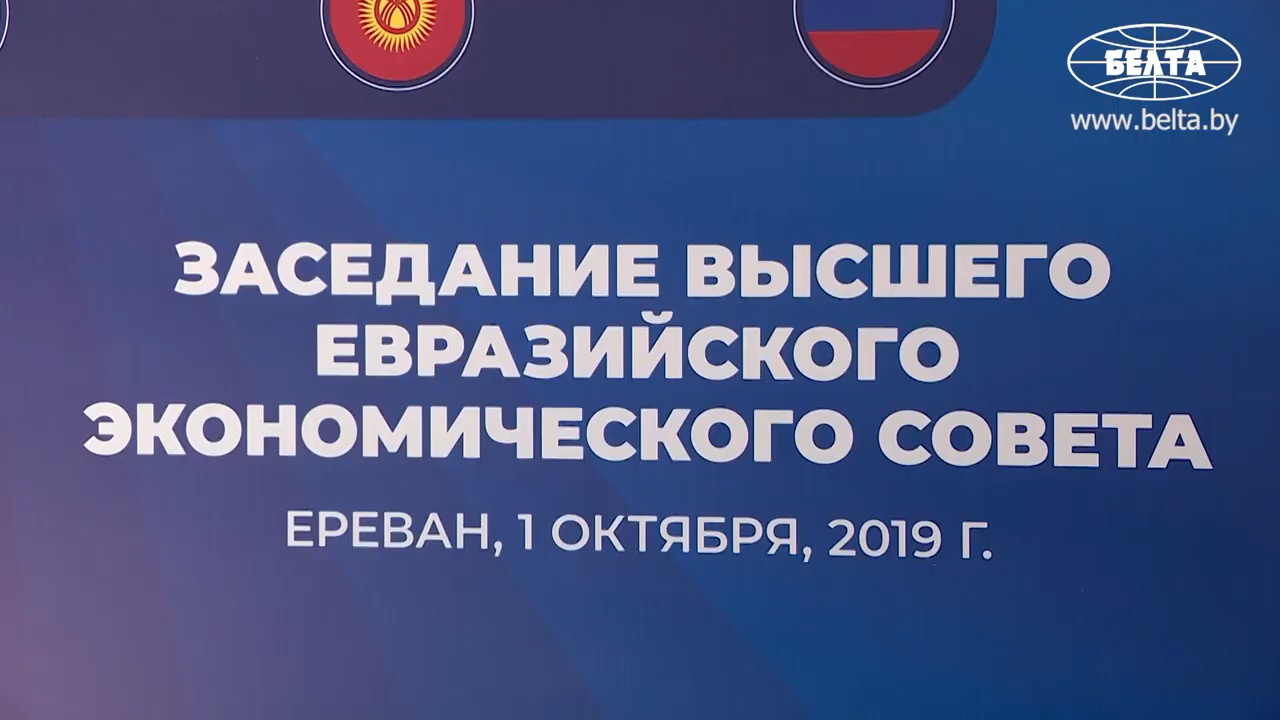 БЕЛТА
www.belta.by
ЗАСЕДАНИЕ ВЫСШЕГО
ЕВРАЗИЙСКОГО
ЭКОНОМИЧЕСКОГО СОВЕТА
ЕРЕВАН, 1 ОКТЯБРЯ, 2019 Г.